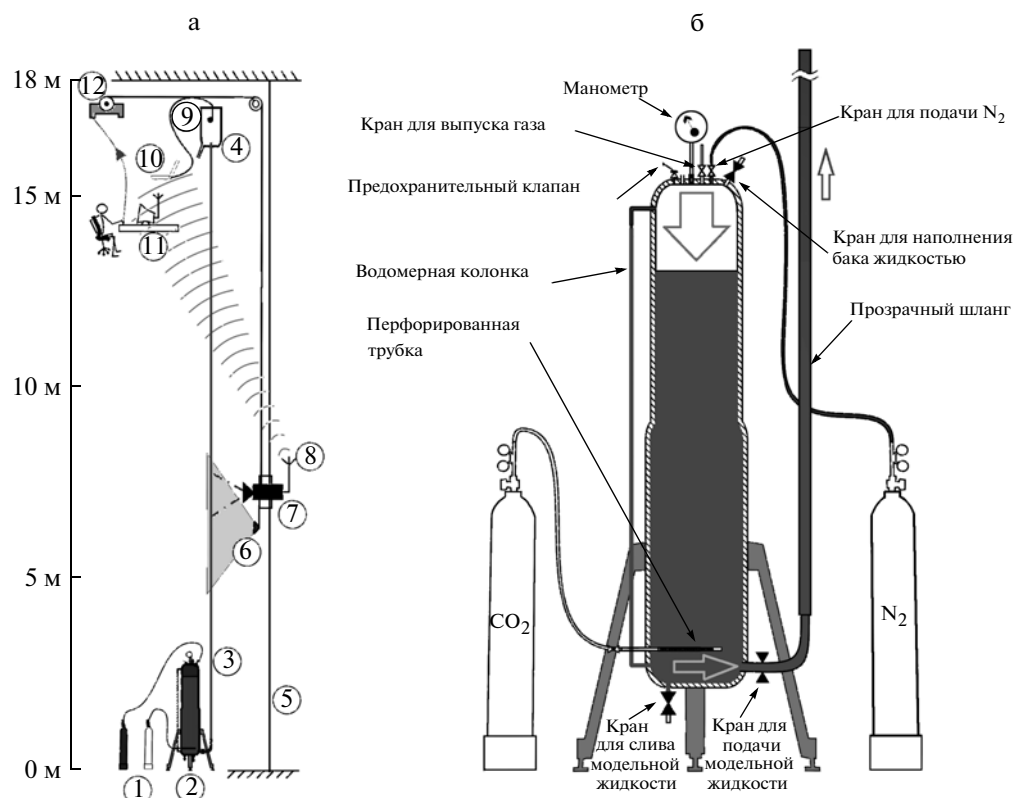 а
18 м
15 м
10 м
5 м
0 м
12
9
4
10
11
8
7
6
3
5
1
2
б
Манометр
Кран для выпуска газа
Кран для подачи N2
Предохранительный клапан
Кран для наполнения
бака жидкостью
Водомерная колонка
Прозрачный шланг
Перфорированная
трубка
CO2
N2
Кран
для слива
модельной
жидкости
Кран для
подачи
модельной
жидкости